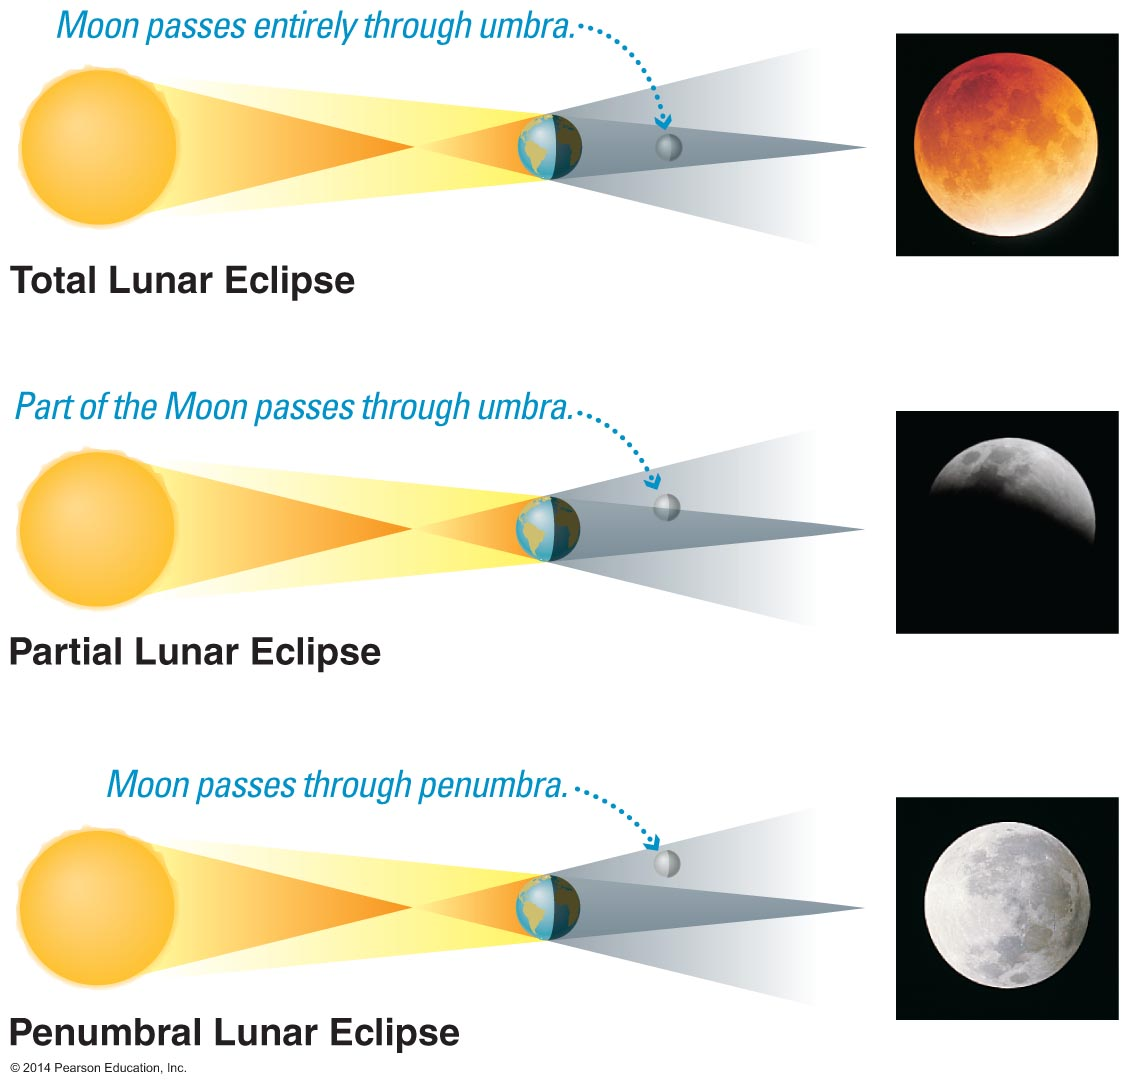 Moon passes entirely through umbra.
Total Lunar Eclipse
Part of the Moon passes through umbra.
Partial Lunar Eclipse
Moon passes through penumbra.
Penumbral Lunar Eclipse
© 2014 Pearson Education, Inc.